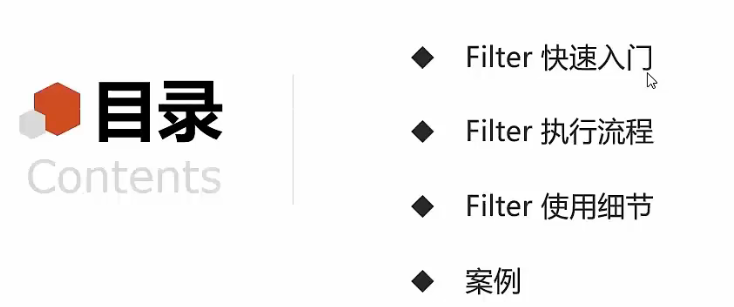 目录
Contents
Filter 快速入门
Filter 执行流程
Filter 使用细节
案例